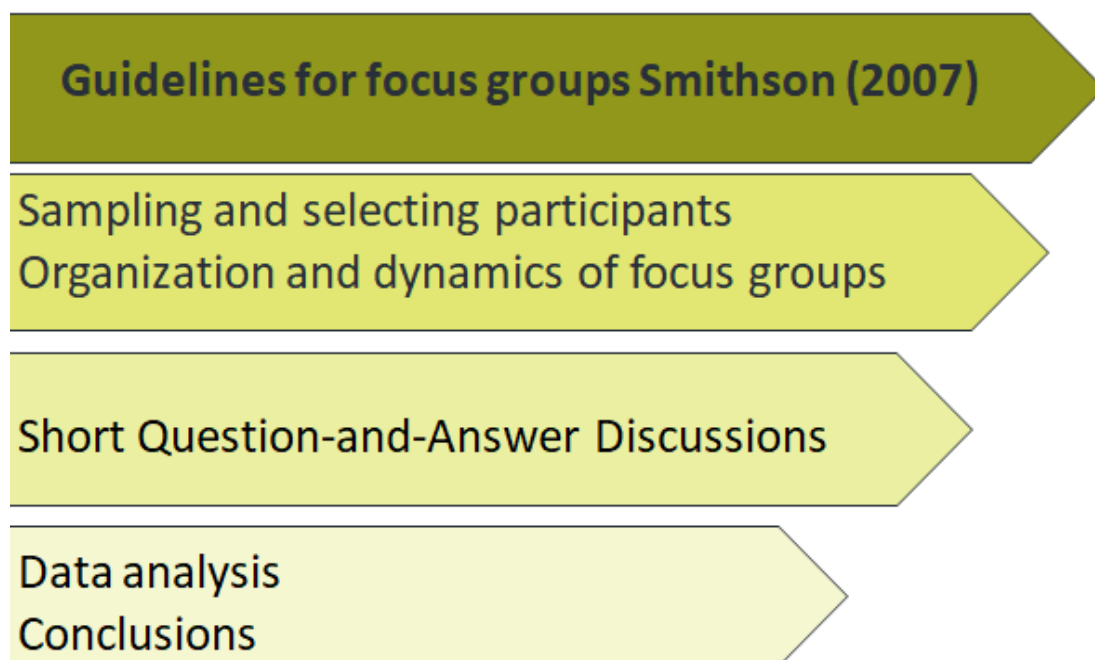 Guidelines for focus groups Smithson (2007)
Sampling and selecting participants
Organization and dynamics of focus groups
Short Question-and-Answer Discussions
Data analysis
Conclusions